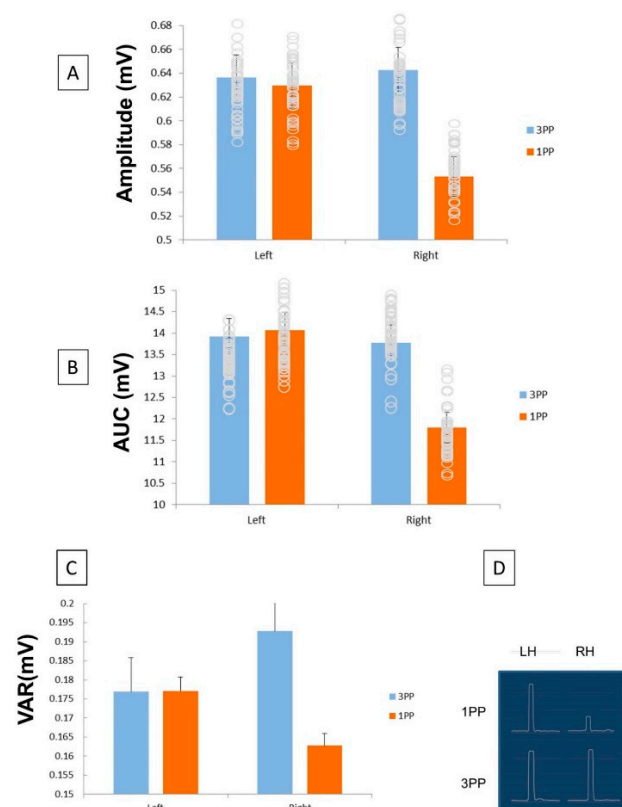 A
Amplitude (mV)
0.68
0.66
0.64
0.62
0.6
0.58
0.56
0.54
0.52
0.5
Left
Right
3PP
1PP
B
AUC (mV)
15
14.5
14
13.5
13
12.5
12
11.5
11
10.5
10
Left
Right
3PP
1PP
C
VAR(mV)
0.2
0.195
0.19
0.185
0.18
0.175
0.17
0.165
0.16
0.155
0.15
Left
Right
3PP
1PP
D
LH
RH
1PP
3PP